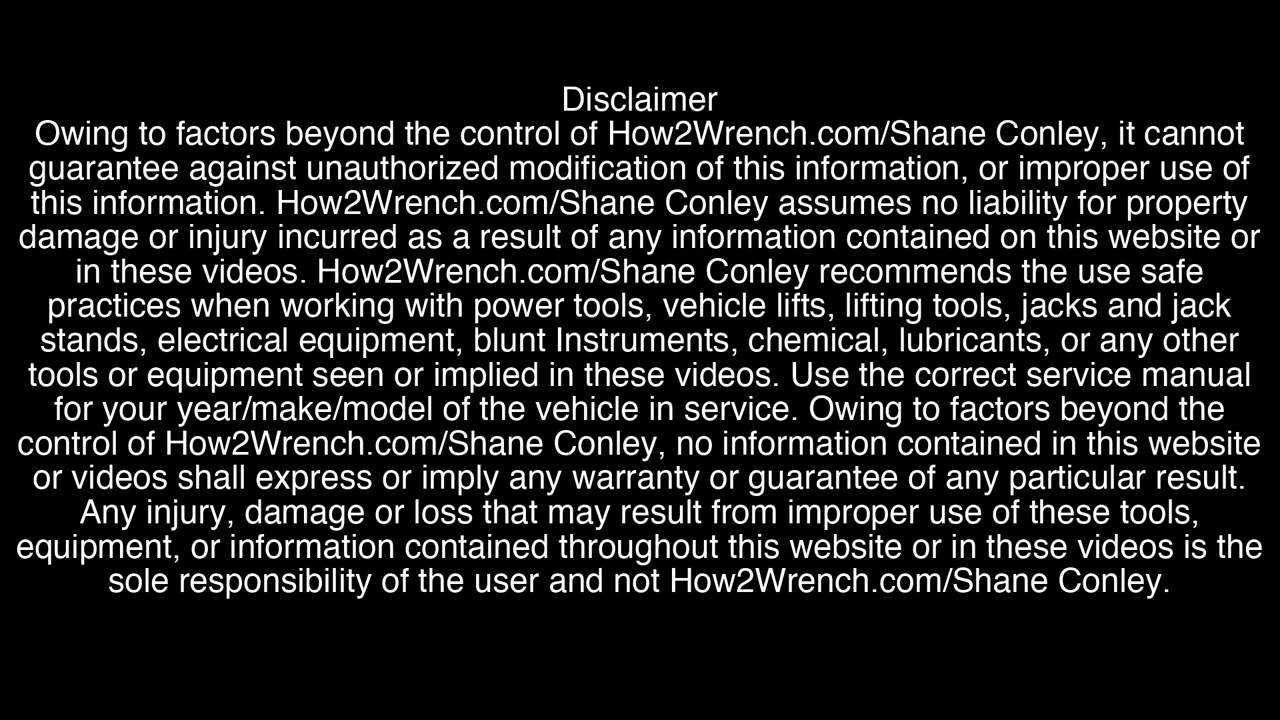 Disclaimer
Owing to factors beyond the control of How2Wrench.com/Shane Conley, it cannot
guarantee against unauthorized modification of this information, or improper use of
this information. How2Wrench.com/Shane Conley assumes no liability for property
damage or injury incurred as a result of any information contained on this website or
in these videos. How2Wrench.com/Shane Conley recommends the use safe
practices when working with power tools, vehicle lifts, lifting tools, jacks and jack
stands, electrical equipment, blunt Instruments, chemical, lubricants, or any other
tools or equipment seen or implied in these videos. Use the correct service manual
for your year/make/model of the vehicle in service. Owing to factors beyond the
control of How2Wrench.com/Shane Conley, no information contained in this website
or videos shall express or imply any warranty or guarantee of any particular result.
Any injury, damage or loss that may result from improper use of these tools,
equipment, or information contained throughout this website or in these videos is the
sole responsibility of the user and not How2Wrench.com/Shane Conley.